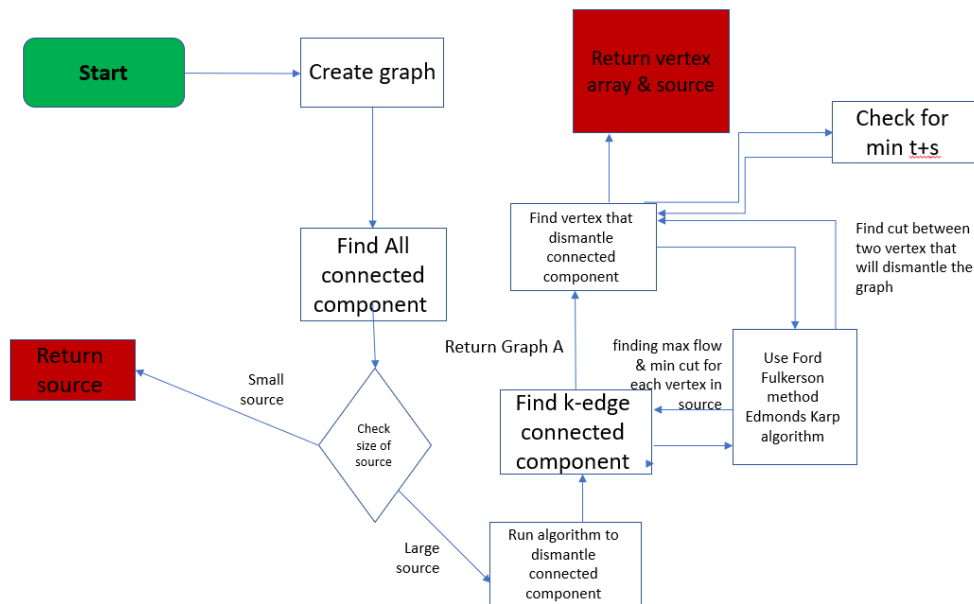 Start
Create graph
Return vertex
array & source
Check for
min t+s
Find All
connected
component
Find vertex that
dismantle
connected
component
Find cut between
two vertex that
will dismantle the
graph
Return
source
Small
source
Check
size of
source
Return Graph A
finding max flow
& min cut for
each vertex in
source
Find k-edge
connected
component
Use Ford
Fulkerson
method
Edmonds Karp
algorithm
Large
source
Run algorithm to
dismantle
connected
component